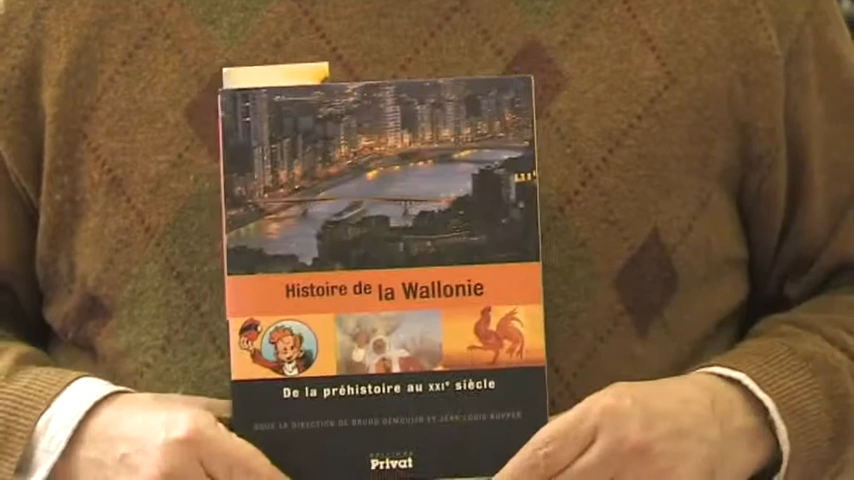 Histoire de la Wallonie
De la préhistoire au XXIe siècle
SOUS LA DIRECTION DE BRUNO DEMOULIN ET JEAN-LOUIS KUPPER
EDITIONS
Privat